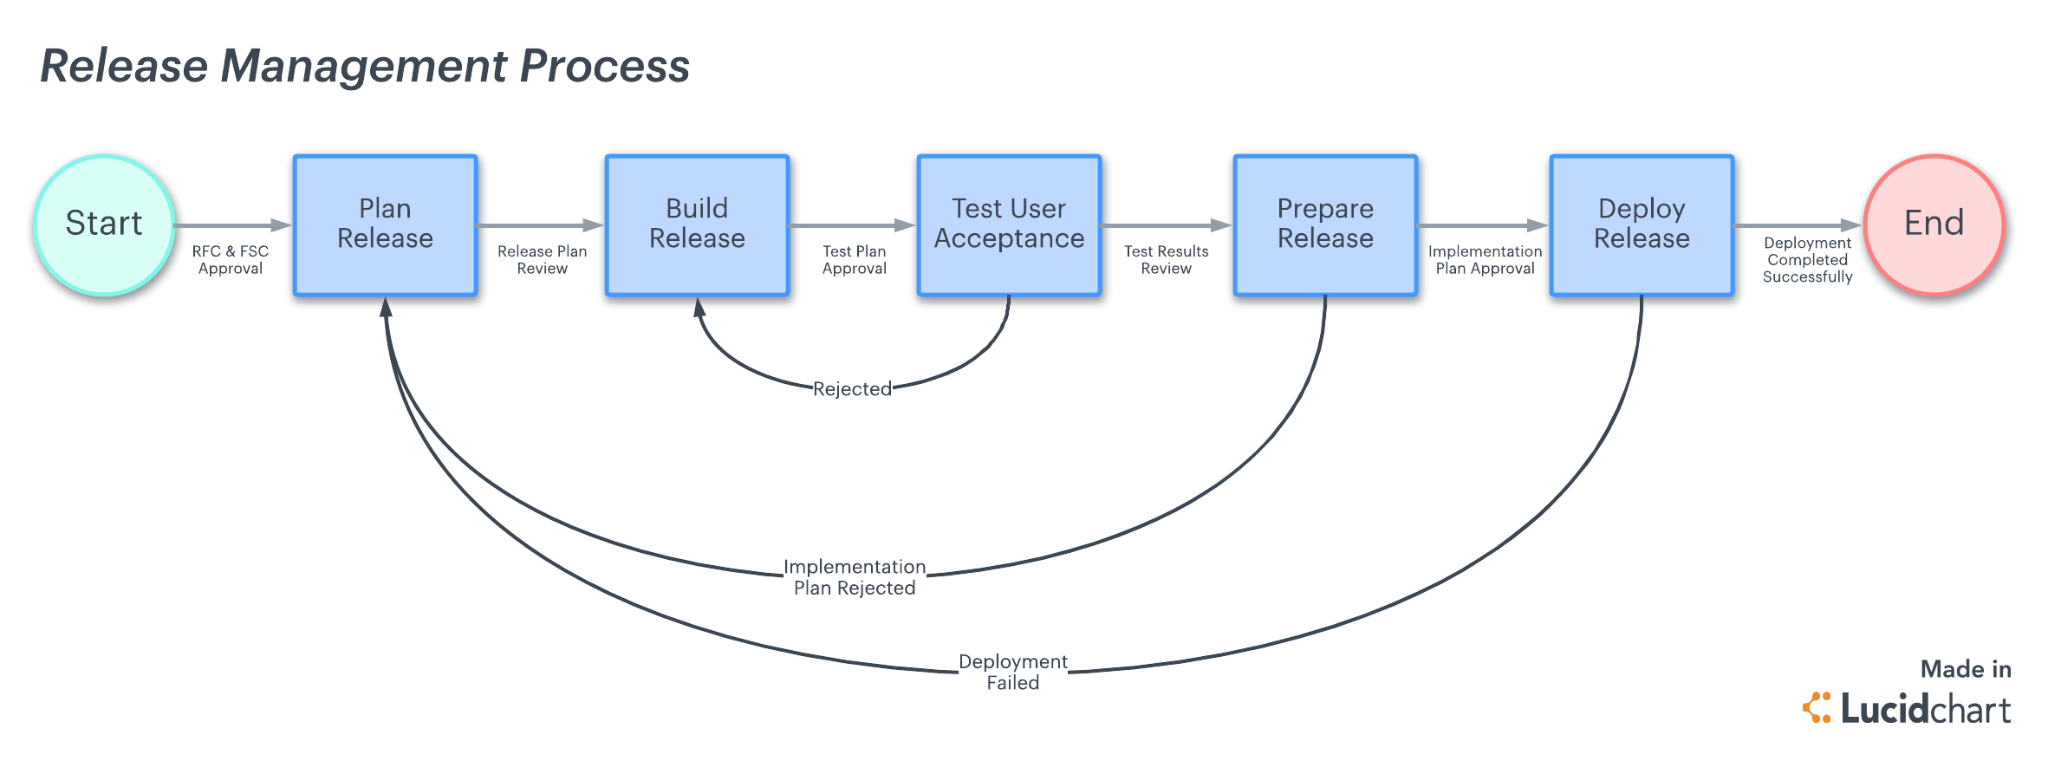 Release Management Process
Start
RFC & FSC
Approval
Plan
Release
Release Plan
Review
Build
Release
Test Plan
Approval
Test User
Acceptance
Test Results
Review
Prepare
Release
Implementation
Plan Approval
Deploy
Release
Deployment
Completed
Successfully
End
Rejected
Implementation
Plan Rejected
Deployment
Failed
Made in
Lucidchart